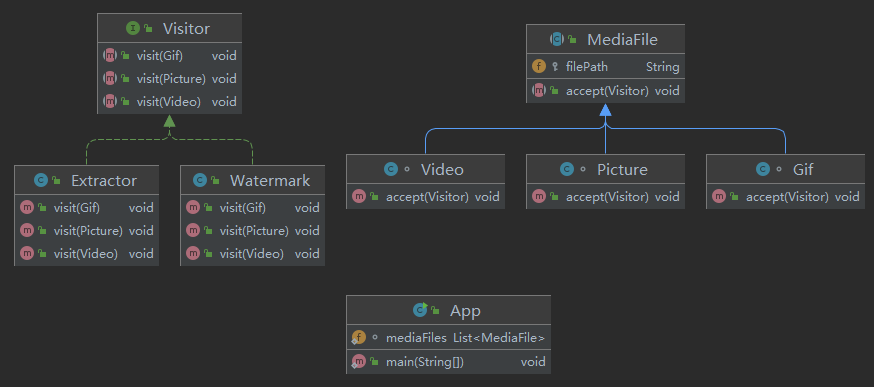 Visitor
visit(Gif) void
visit(Picture) void
visit(Video) void
MediaFile
filePath String
accept(Visitor) void
Extractor
visit(Gif) void
visit(Picture) void
visit(Video) void
Watermark
visit(Gif) void
visit(Picture) void
visit(Video) void
Video
accept(Visitor) void
Picture
accept(Visitor) void
Gif
accept(Visitor) void
App
mediaFiles List<MediaFile>
main(String[]) void